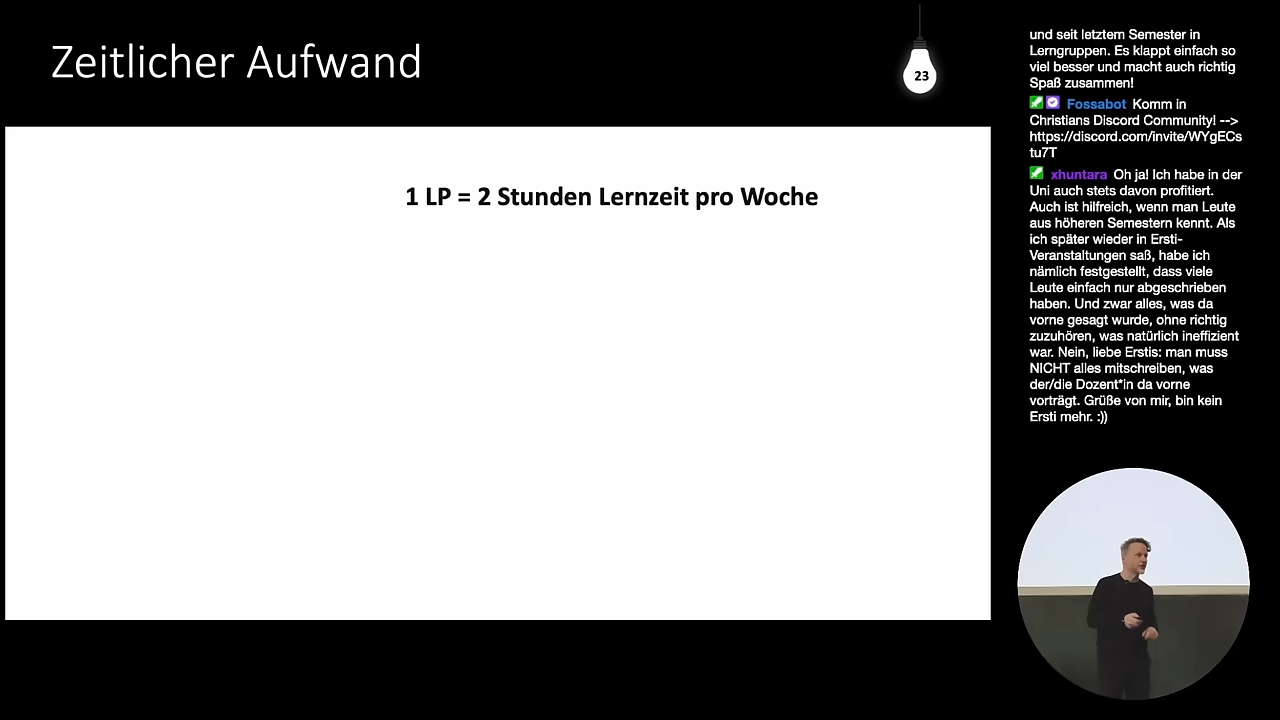 Zeitlicher Aufwand
23
1 LP = 2 Stunden Lernzeit pro Woche
und seit letztem Semester in
Lerngruppen. Es klappt einfach so
viel besser und macht auch richtig
Spaß zusammen!
Fossabot Komm in
Christians Discord Community! -->
https://discord.com/invite/WYgECs
tu7T
xhuntara Oh ja! Ich habe in der
Uni auch stets davon profitiert.
Auch ist hilfreich, wenn man Leute
aus höheren Semestern kennt. Als
ich später wieder in Ersti-
Veranstaltungen saß, habe ich
nämlich festgestellt, dass viele
Leute einfach nur abgeschrieben
haben. Und zwar alles, was da
vorne gesagt wurde, ohne richtig
zuzuhören, was natürlich ineffizient
war. Nein, liebe Erstis: man muss
NICHT alles mitschreiben, was
der/die Dozent*in da vorne
vorträgt. Grüße von mir, bin kein
Ersti mehr. :))